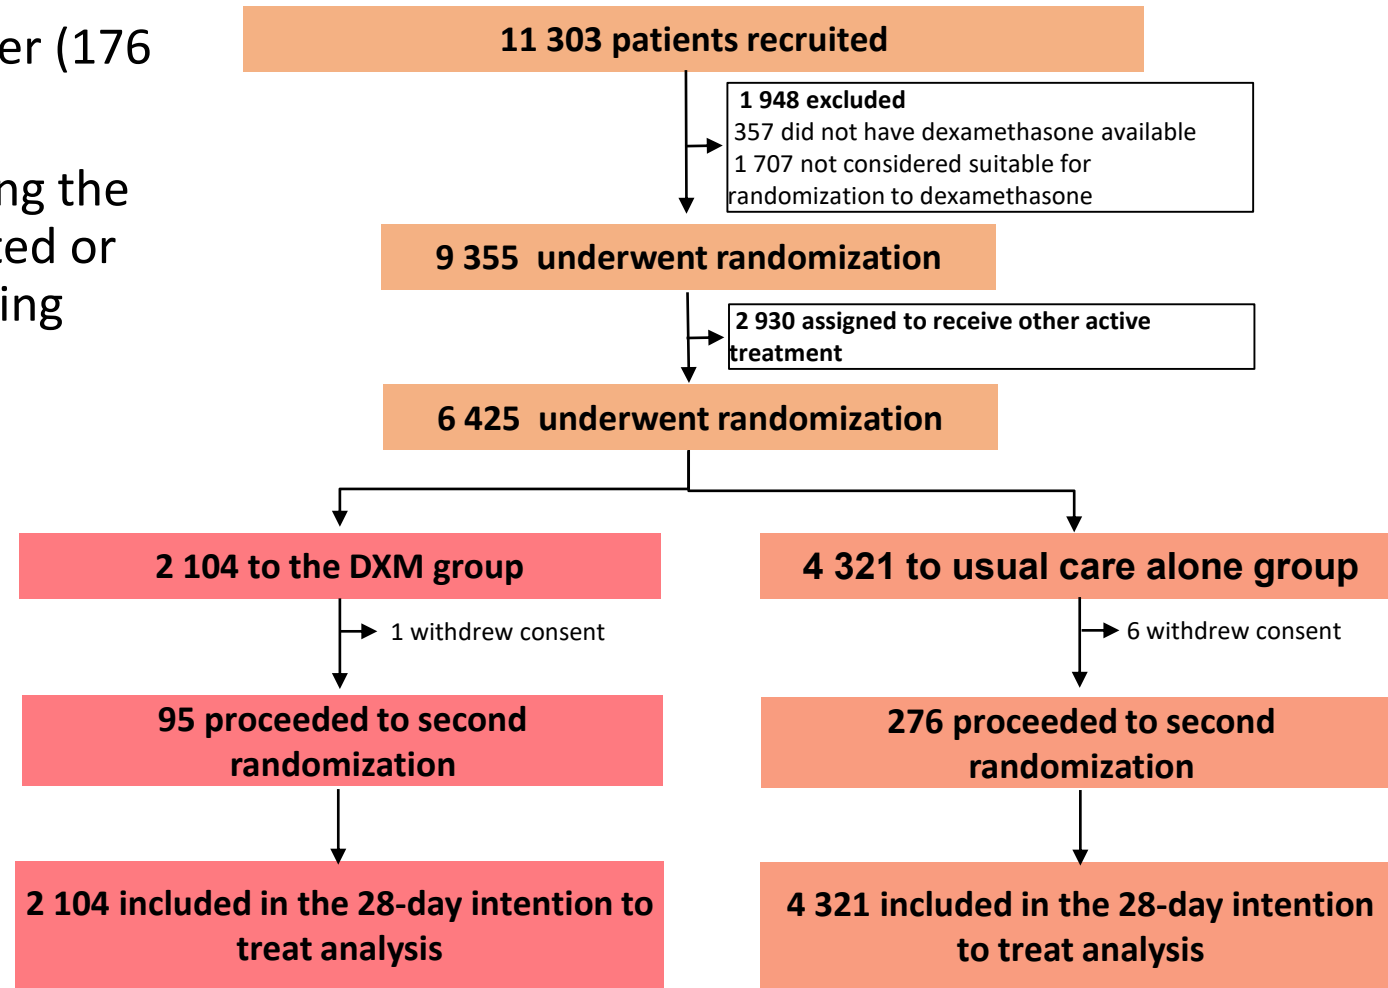 er (176
ng the
ted or
ing
11 303 patients recruited
1 948 excluded
357 did not have dexamethasone available
1 707 not considered suitable for
randomization to dexamethasone
9 355 underwent randomization
2 930 assigned to receive other active
treatment
6 425 underwent randomization
2 104 to the DXM group
4 321 to usual care alone group
1 withdrew consent
6 withdrew consent
95 proceeded to second
randomization
276 proceeded to second
randomization
2 104 included in the 28-day intention to
treat analysis
4 321 included in the 28-day intention
to treat analysis